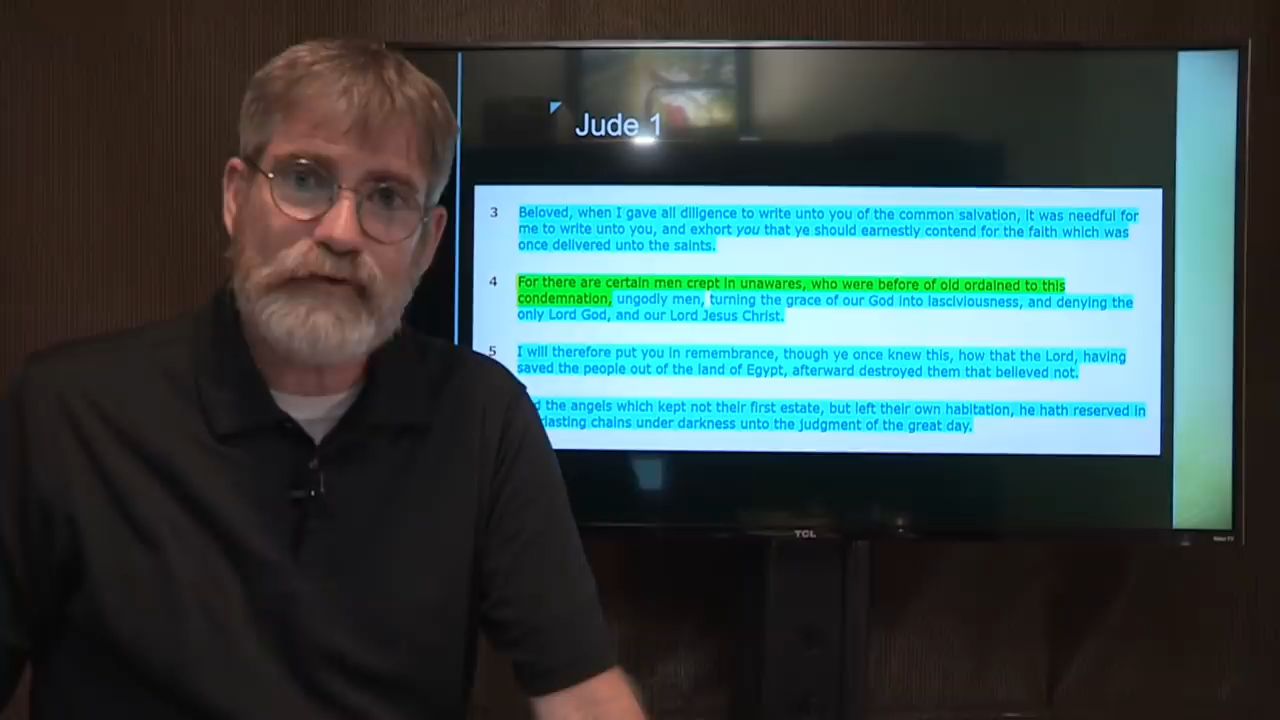 Jude 1
3 Beloved, when I gave all diligence to write unto you of the common salvation, it was needful for
me to write unto you, and exhort you that ye should earnestly contend for the faith which was
once delivered unto the saints.
4 For there are certain men crept in unawares, who were before of old ordained to this
condemnation, ungodly men, turning the grace of our God into lasciviousness, and denying the
only Lord God, and our Lord Jesus Christ.
5 I will therefore put you in remembrance, though ye once knew this, how that the Lord, having
saved the people out of the land of Egypt, afterward destroyed them that believed not.
the angels which kept not their first estate, but left their own habitation, he hath reserved in
chains under darkness unto the judgment of the great day.
TCL
Roku TV